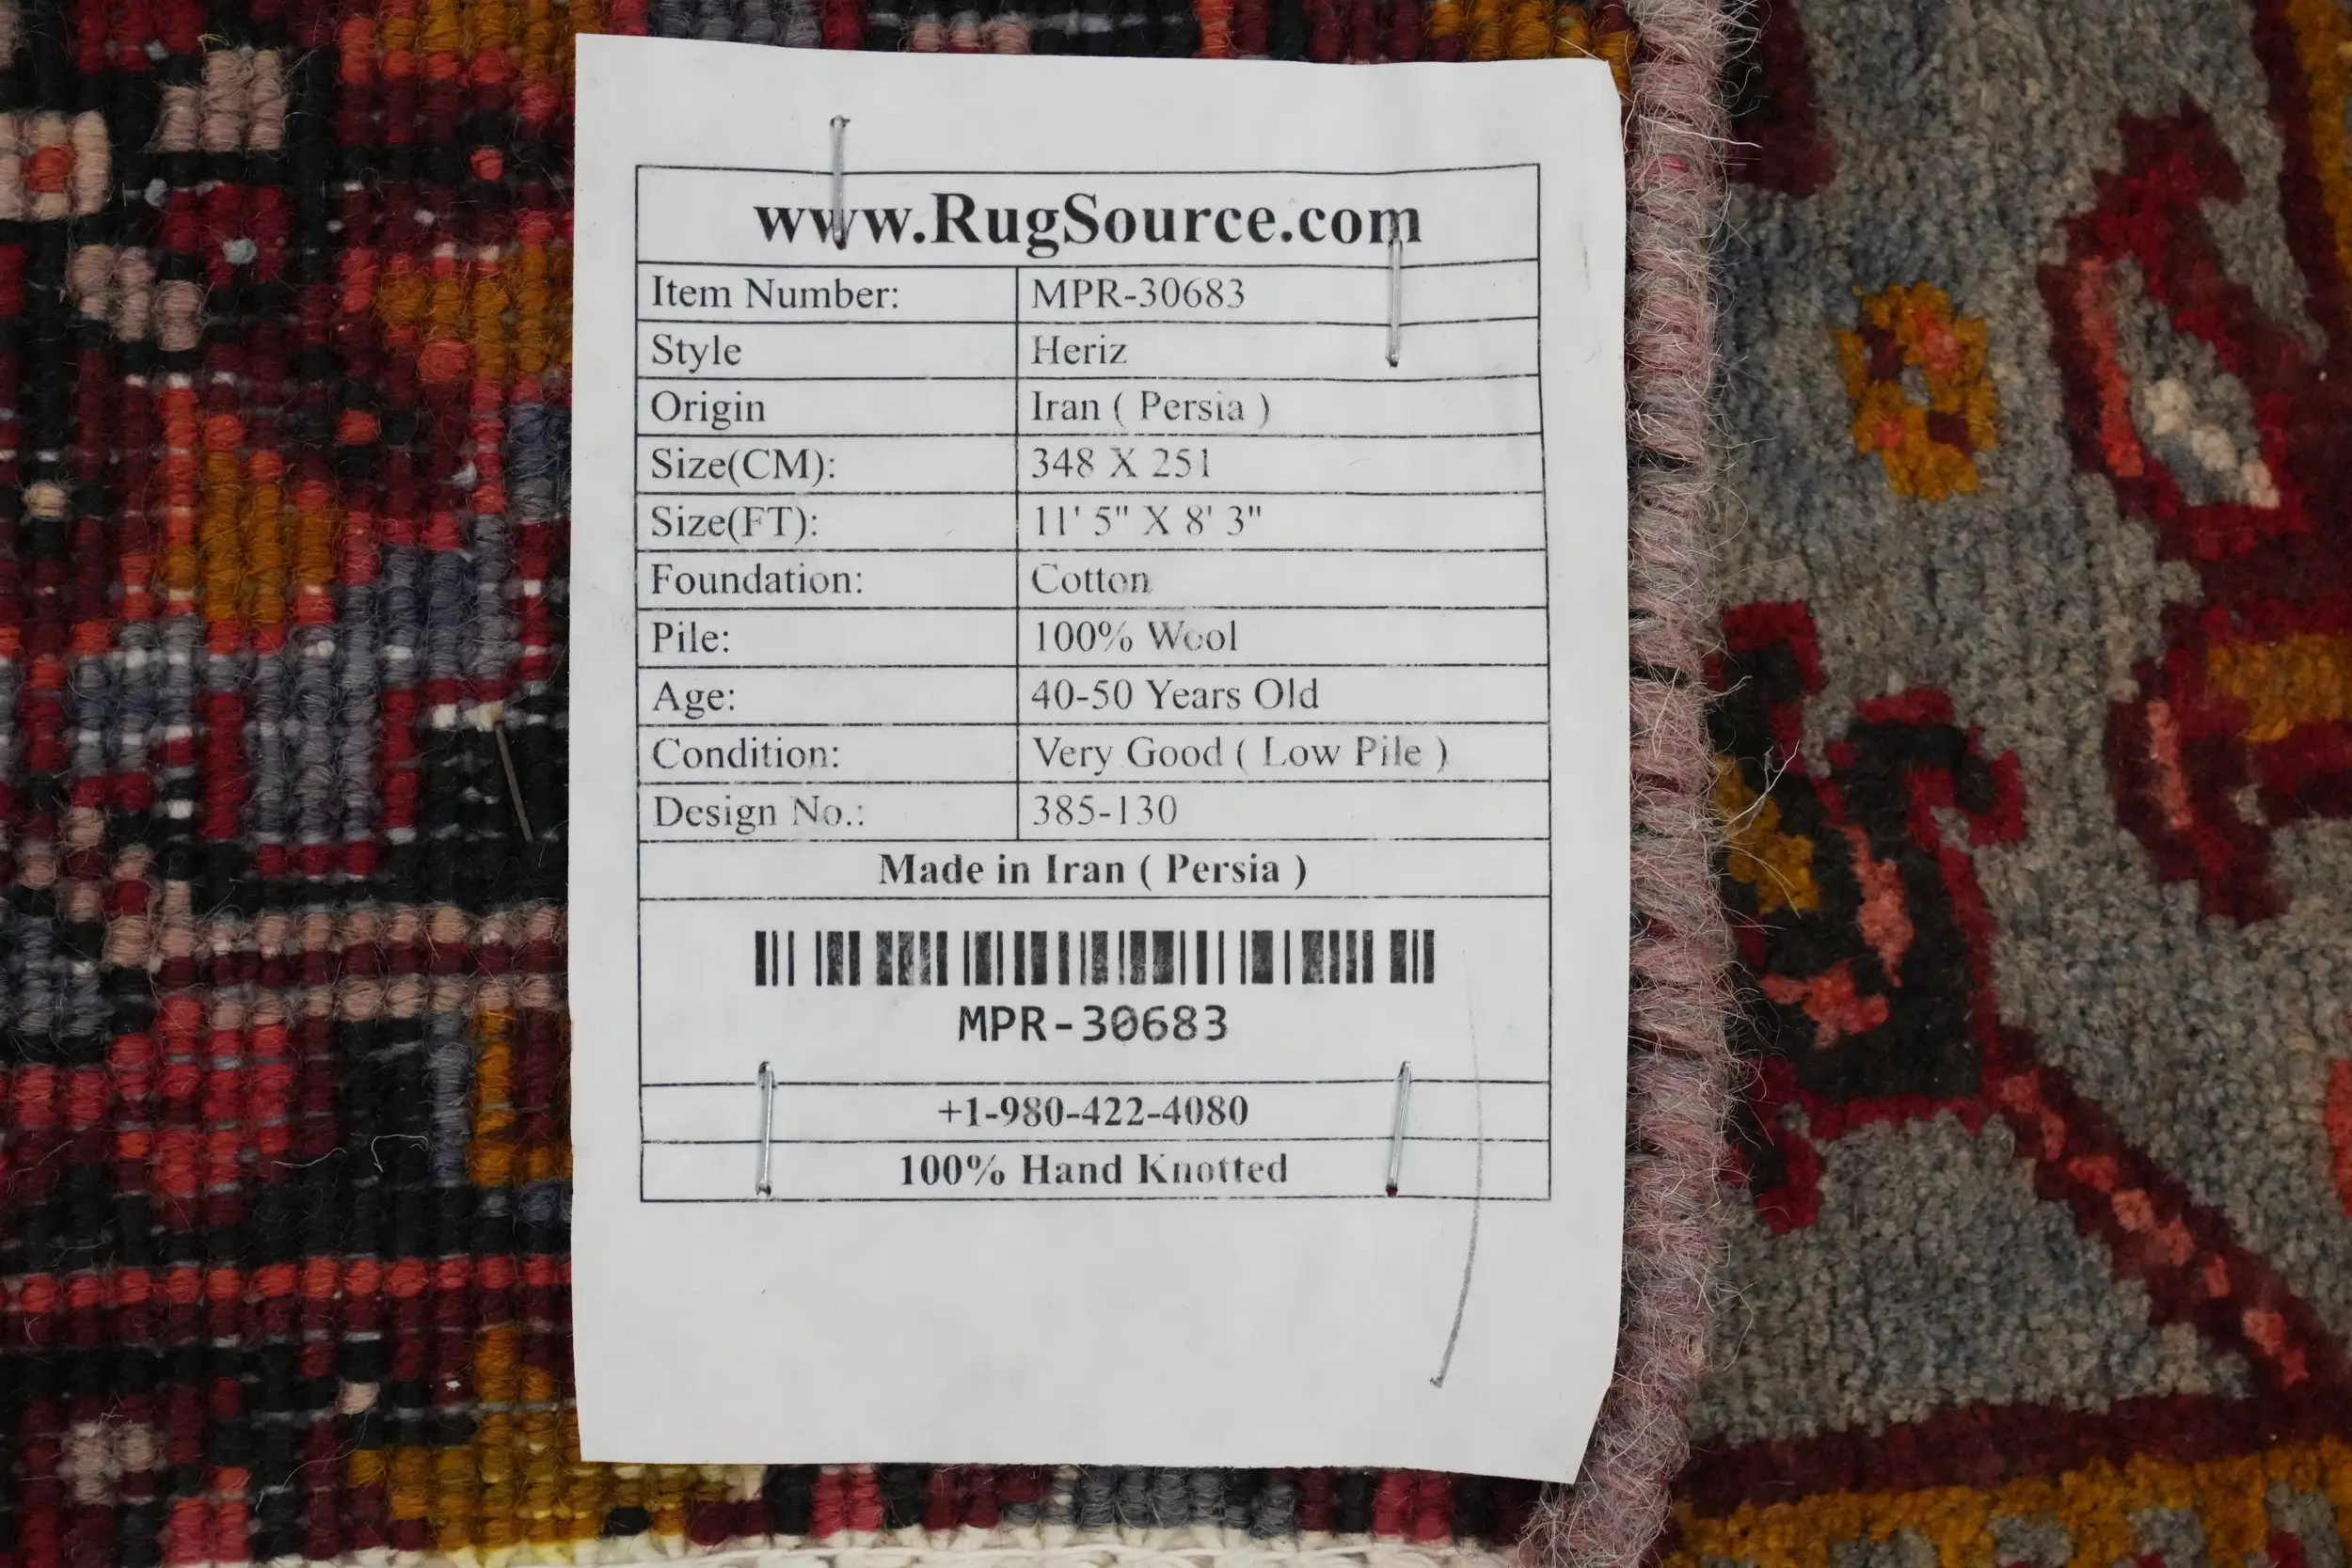 www.RugSource.com
Item Number: MPR-30683
Style Heriz
Origin Iran ( Persia )
Size(CM): 348 X 251
Size(FT): 11' 5" X 8' 3"
Foundation: Cotton
Pile: 100% Wool
Age: 40-50 Years Old
Condition: Very Good ( Low Pile )
Design No.: 385-130
Made in Iran ( Persia )
MPR-30683
+1-980-422-4080
100% Hand Knotted